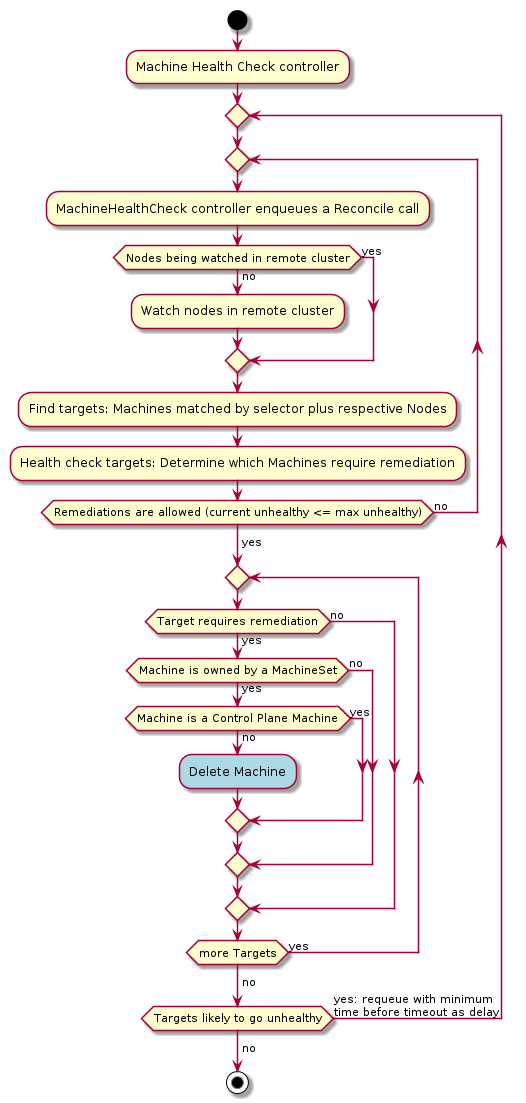 Machine Health Check controller
MachineHealthCheck controller enqueues a Reconcile call
Nodes being watched in remote cluster
yes
no
Watch nodes in remote cluster
Find targets: Machines matched by selector plus respective Nodes
Health check targets: Determine which Machines require remediation
Remediations are allowed (current unhealthy <= max unhealthy)
no
yes
Target requires remediation
no
yes
Machine is owned by a MachineSet
no
yes
Machine is a Control Plane Machine
yes
no
Delete Machine
more Targets
yes
no
Targets likely to go unhealthy
yes: requeue with minimum
time before timeout as delay
no